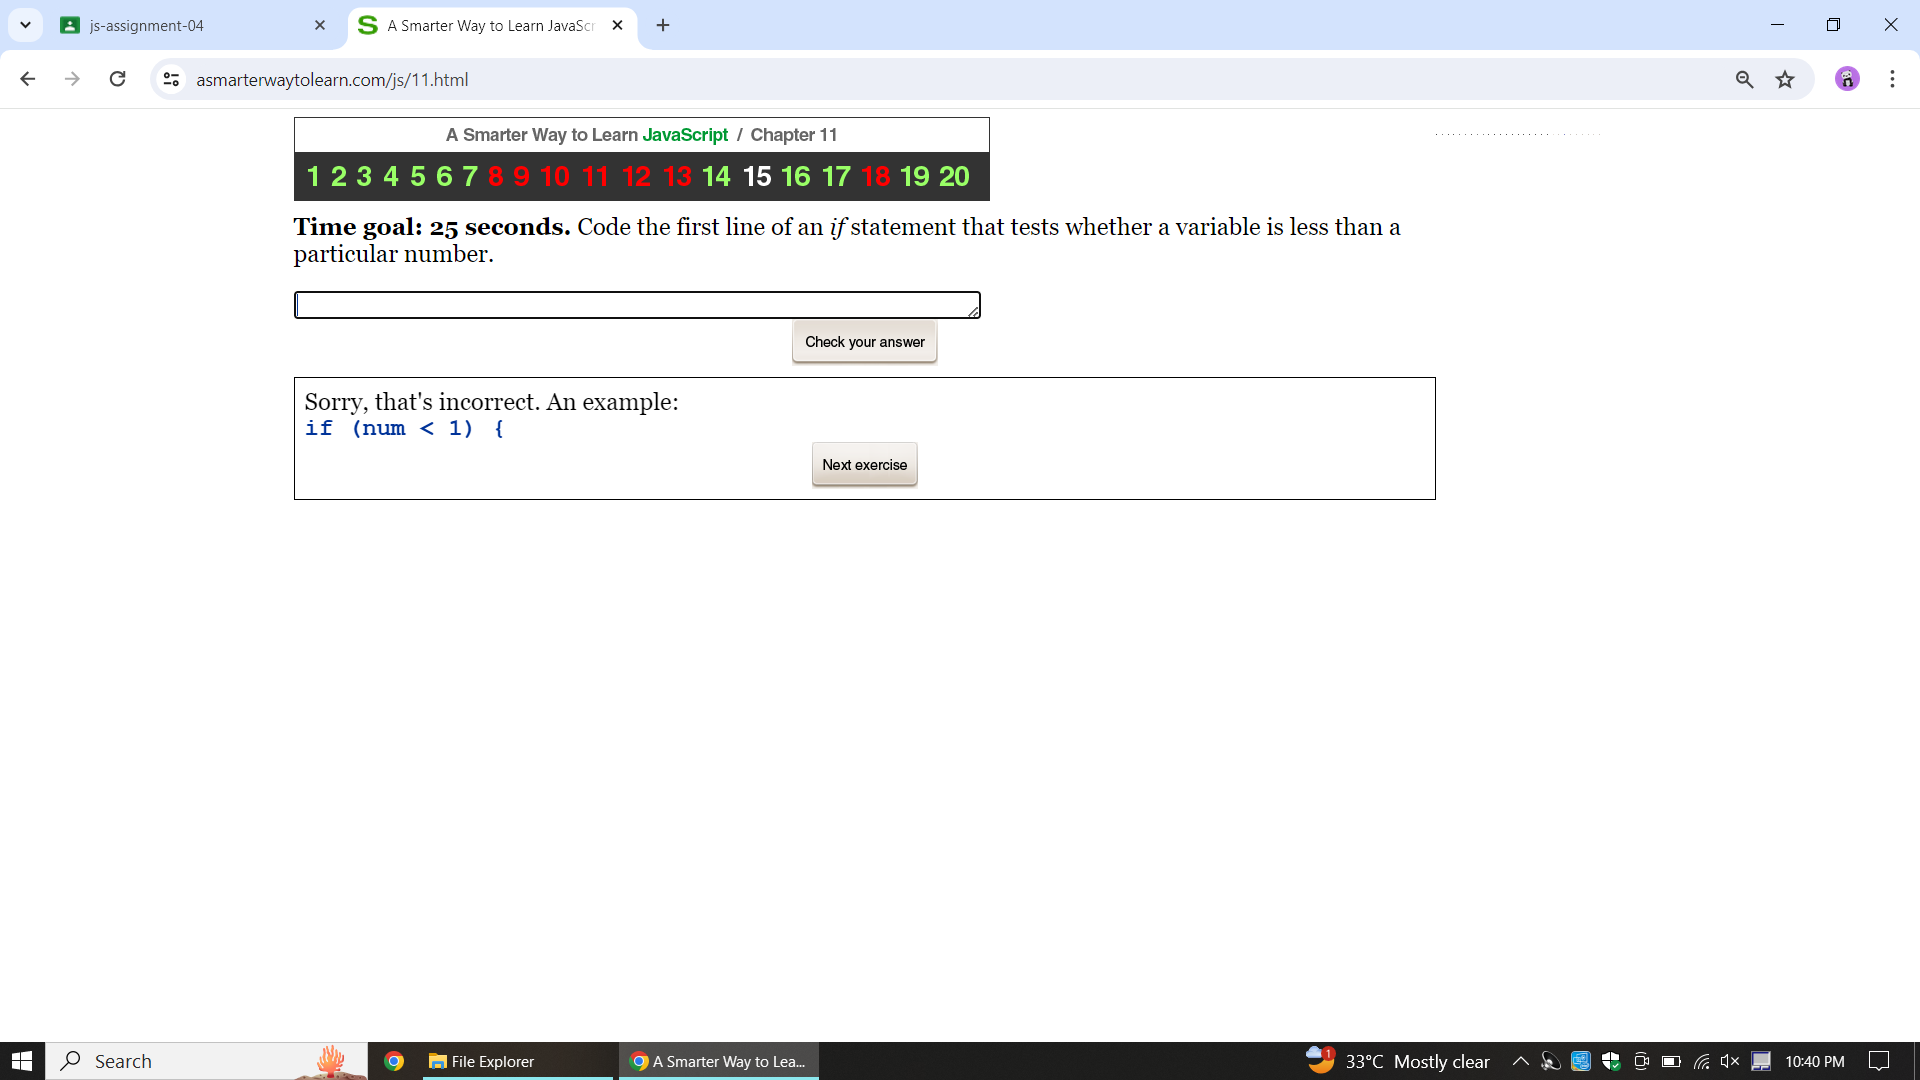 js-assignment-04
A Smarter Way to Learn JavaScr
asmarterwaytolearn.com/js/11.html
A Smarter Way to Learn JavaScript / Chapter 11
1 2 3 4 5 6 7 8 9 10 11 12 13 14 15 16 17 18 19 20
Time goal: 25 seconds. Code the first line of an if statement that tests whether a variable is less than a
particular number.
Check your answer
Sorry, that's incorrect. An example:
if (num < 1) {
Next exercise
Search
File Explorer
A Smarter Way to Lea...
1
33°C Mostly clear
10:40 PM